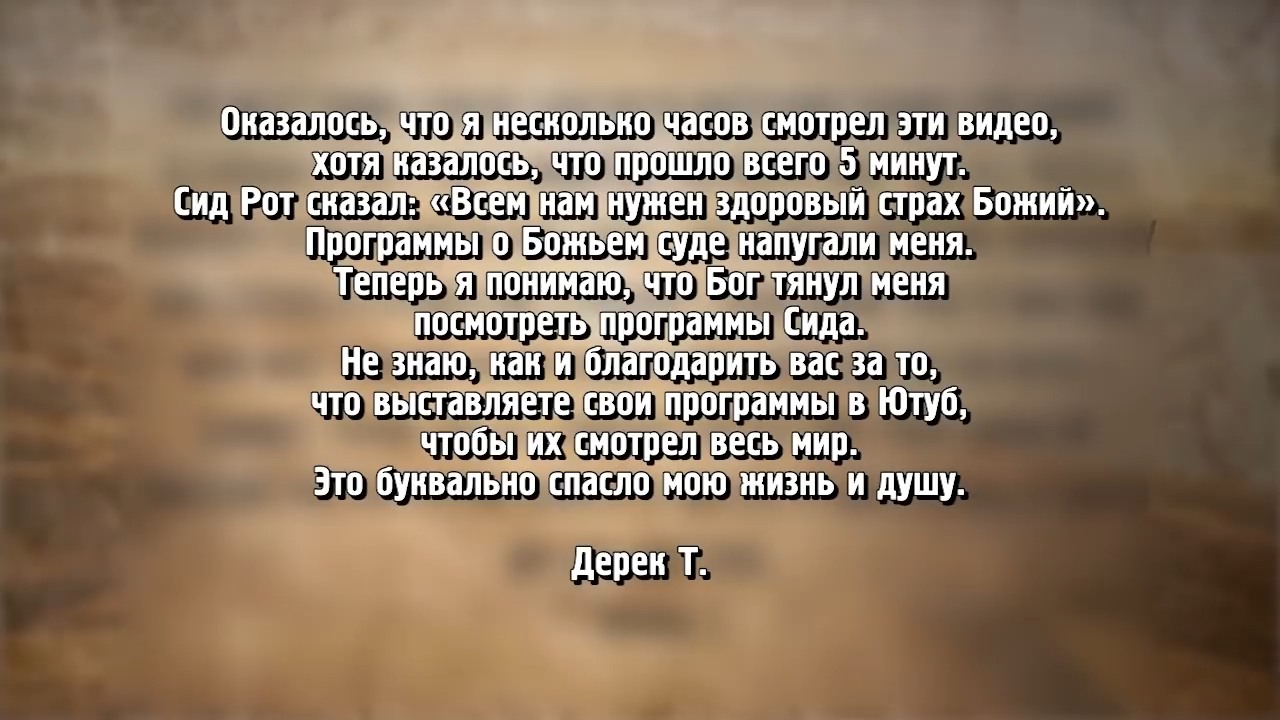 Оказалось, что я несколько часов смотрел эти видео,
хотя казалось, что прошло всего 5 минут.
Сид Рот сказал: «Всем нам нужен здоровый страх Божий».
Программы о Божьем суде напугали меня.
Теперь я понимаю, что Бог тянул меня
посмотреть программы Сида.
Не знаю, как и благодарить вас за то,
что выставляете свои программы в Ютуб,
чтобы их смотрел весь мир.
Это буквально спасло мою жизнь и душу.
Дерек Т.